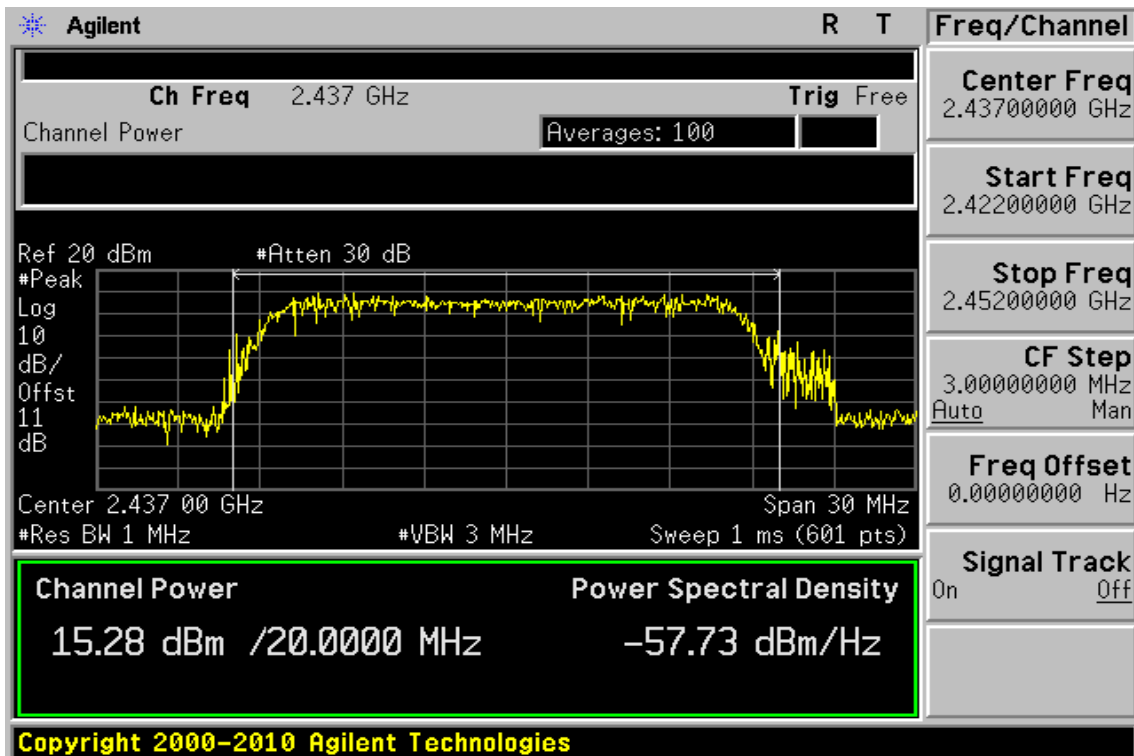 Agilent
R T
Freq/Channel
Ch Freq 2.437 GHz
Trig Free
Channel Power
Averages: 100
Ref 20 dBm
#Atten 30 dB
#Peak
Log
10
dB/
Offst
11
dB
Center 2.437 00 GHz
Span 30 MHz
#Res BW 1 MHz
#VBW 3 MHz
Sweep 1 ms (601 pts)
Channel Power
Power Spectral Density
15.28 dBm /20.0000 MHz
-57.73 dBm/Hz
Center Freq
2.43700000 GHz
Start Freq
2.42200000 GHz
Stop Freq
2.45200000 GHz
CF Step
3.00000000 MHz
Auto Man
Freq Offset
0.00000000 Hz
Signal Track
On Off
Copyright 2000-2010 Agilent Technologies